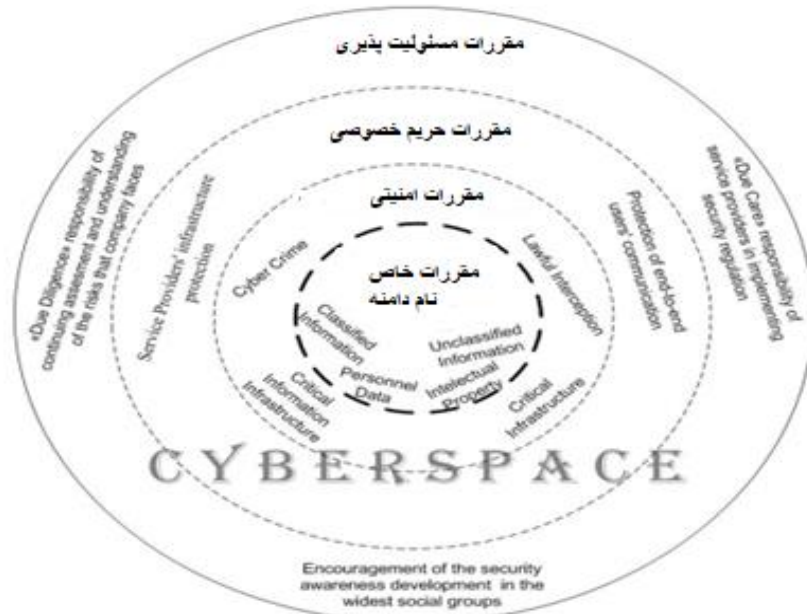 مقررات مسئولیت پذیری
مقررات حریم خصوصی
مقررات امنیتی
مقررات خاص
نام دامنه
«Due Diligence» responsibility of
continuing assesment and understanding
of the risks that company faces
Service Providers' infrastructure
protection
Cyber Crime
Lawful Interception
Protection of end-to-end
users' communication
«Due Care» responsibility of
service providers in implementing
security regulation
Classified
Information
Unclassified
Information
Personnel
Data
Intelectual
Property
Critical
Information
Infrastructure
Critical
Infrastructure
CYBERSPACE
Encouragement of the security
awareness development in the
widest social groups